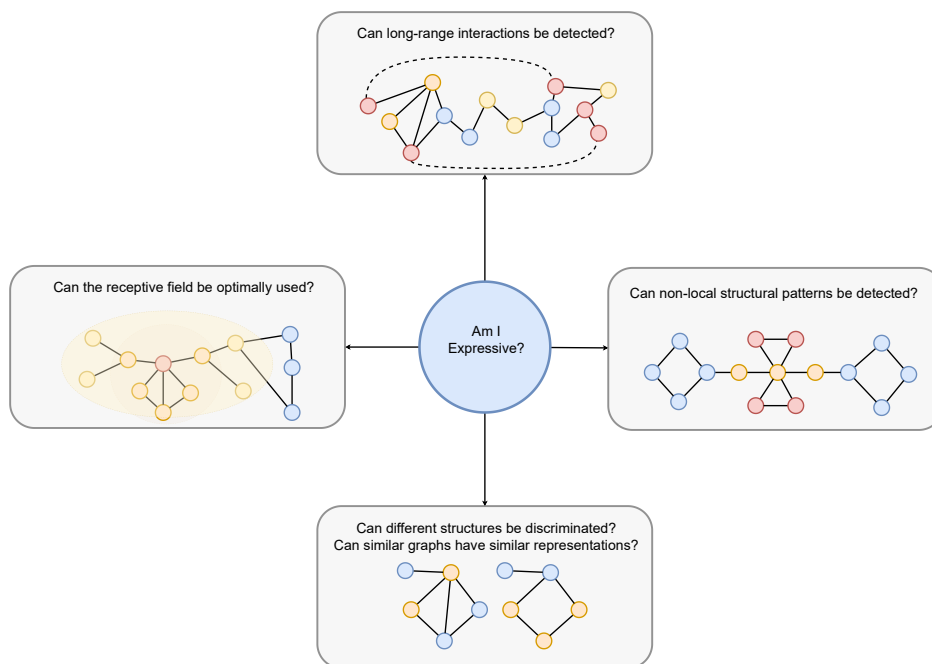 Can long-range interactions be detected?
Can the receptive field be optimally used?
Am I
Expressive?
Can non-local structural patterns be detected?
Can different structures be discriminated?
Can similar graphs have similar representations?